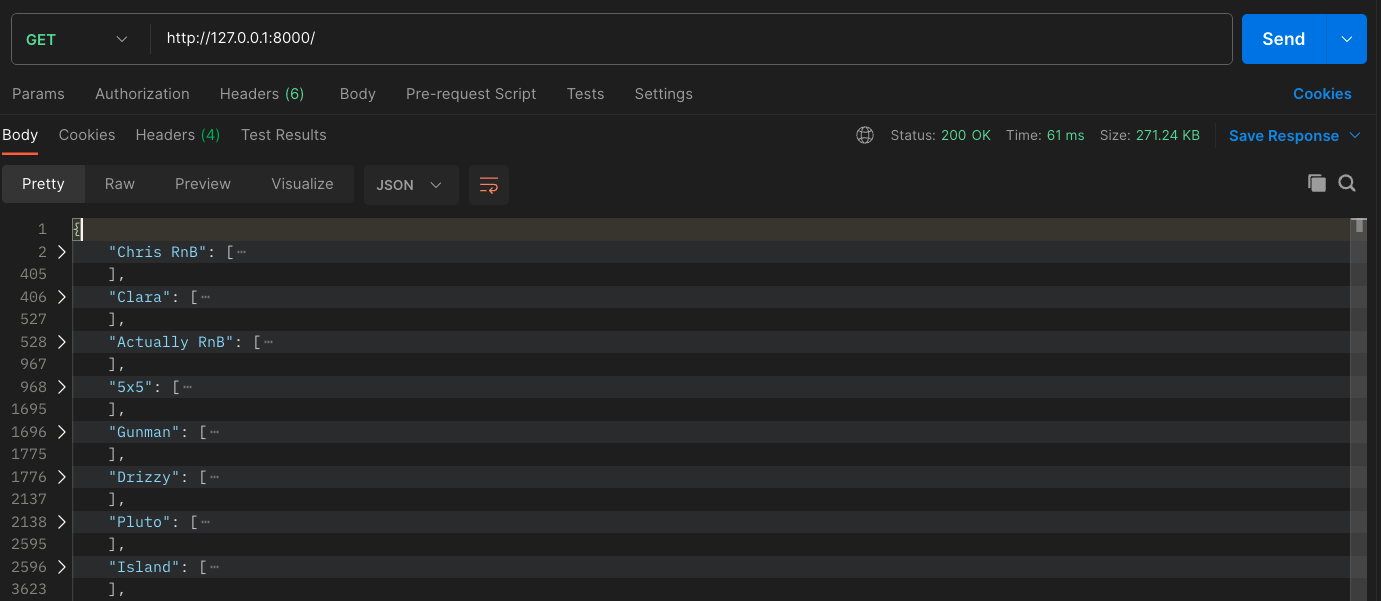 GET http://127.0.0.1:8000/ Send
Params Authorization Headers (6) Body Pre-request Script Tests Settings Cookies
Body Cookies Headers (4) Test Results Status: 200 OK Time: 61 ms Size: 271.24 KB Save Response
Pretty Raw Preview Visualize JSON
1 {
2 "Chris RnB": [⋯
405 ],
406 "Clara": [⋯
527 ],
528 "Actually RnB": [⋯
967 ],
968 "5x5": [⋯
1695 ],
1696 "Gunman": [⋯
1775 ],
1776 "Drizzy": [⋯
2137 ],
2138 "Pluto": [⋯
2595 ],
2596 "Island": [⋯
3623 ],